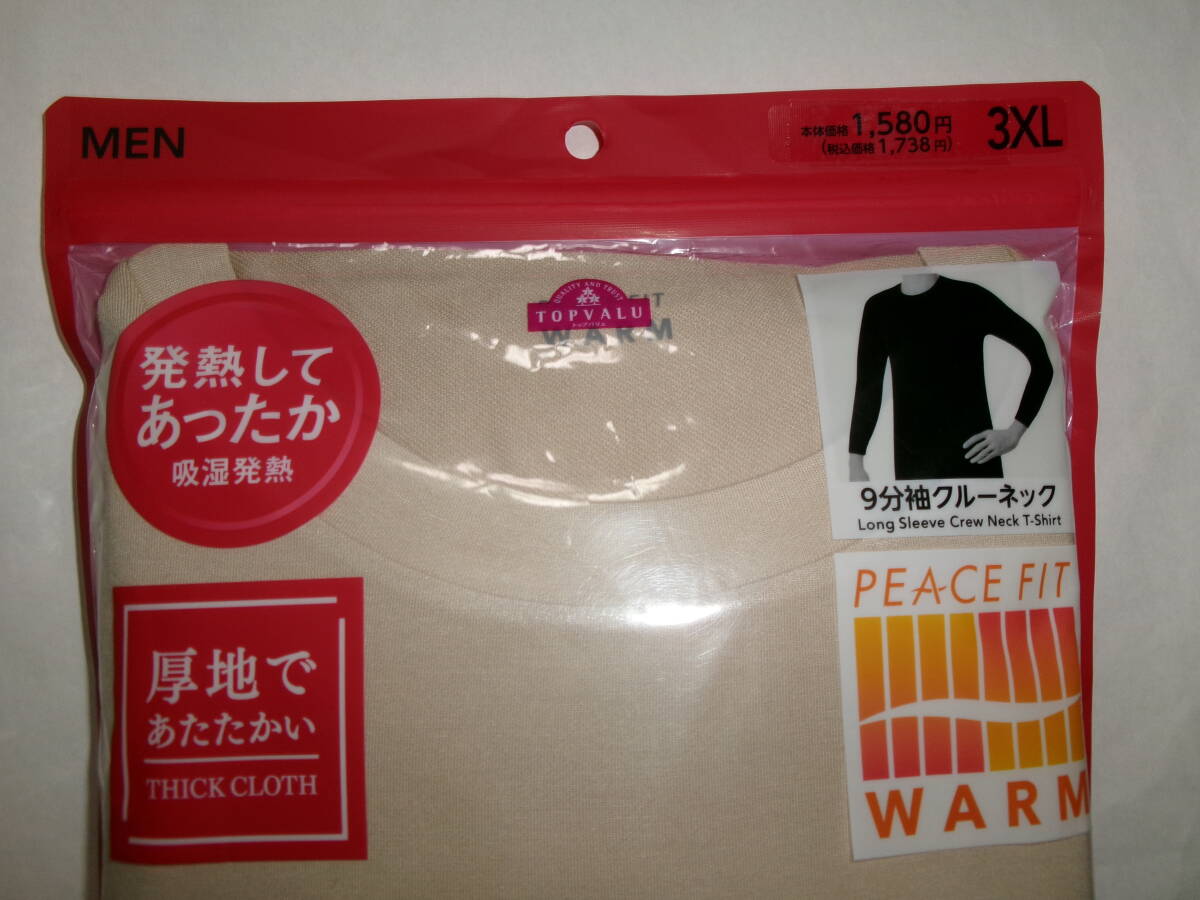 MEN
本体価格 1,580円
(税込価格 1,738円)
3XL
QUALITY AND TRUST
TOPVALU
トップバリュ
FIT
WARM
発熱して
あったか
吸湿発熱
9分袖クルーネック
Long Sleeve Crew Neck T-Shirt
厚地で
あたたかい
THICK CLOTH
PEACE FIT
WARM